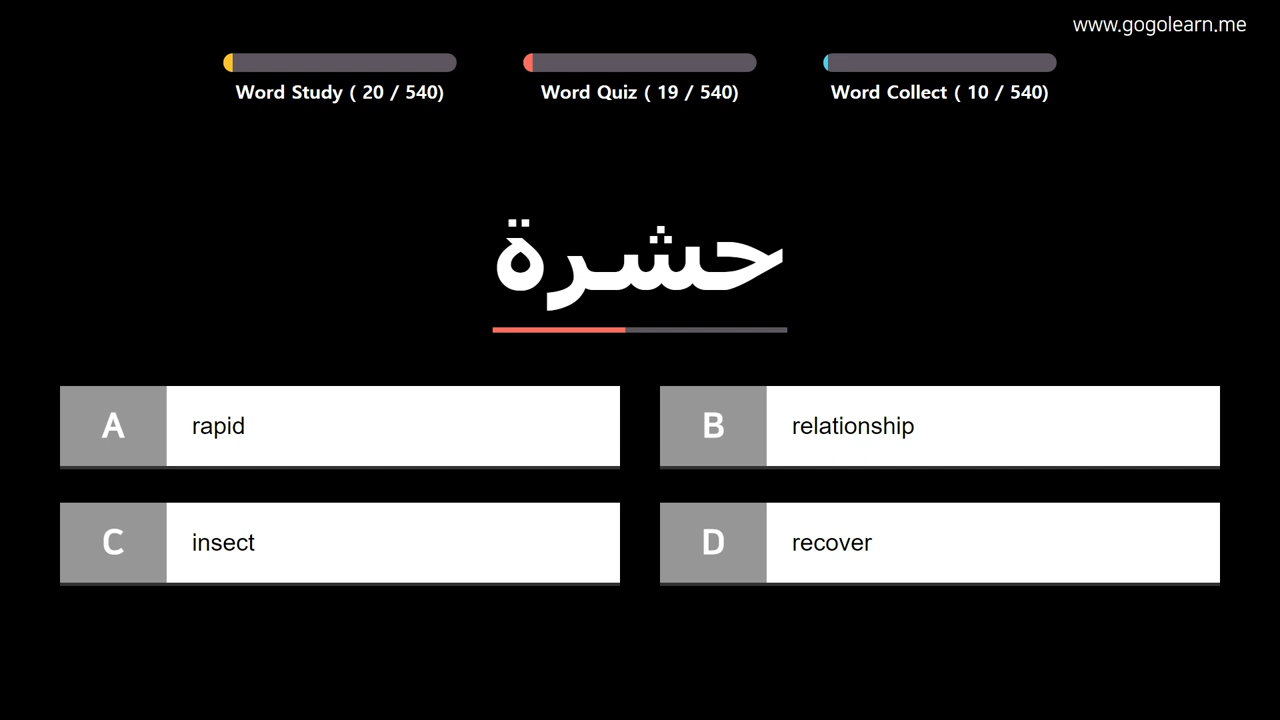 www.gogolearn.me
Word Study ( 20 / 540)
Word Quiz ( 19 / 540)
Word Collect ( 10 / 540)
حشرة
A rapid
B relationship
C insect
D recover